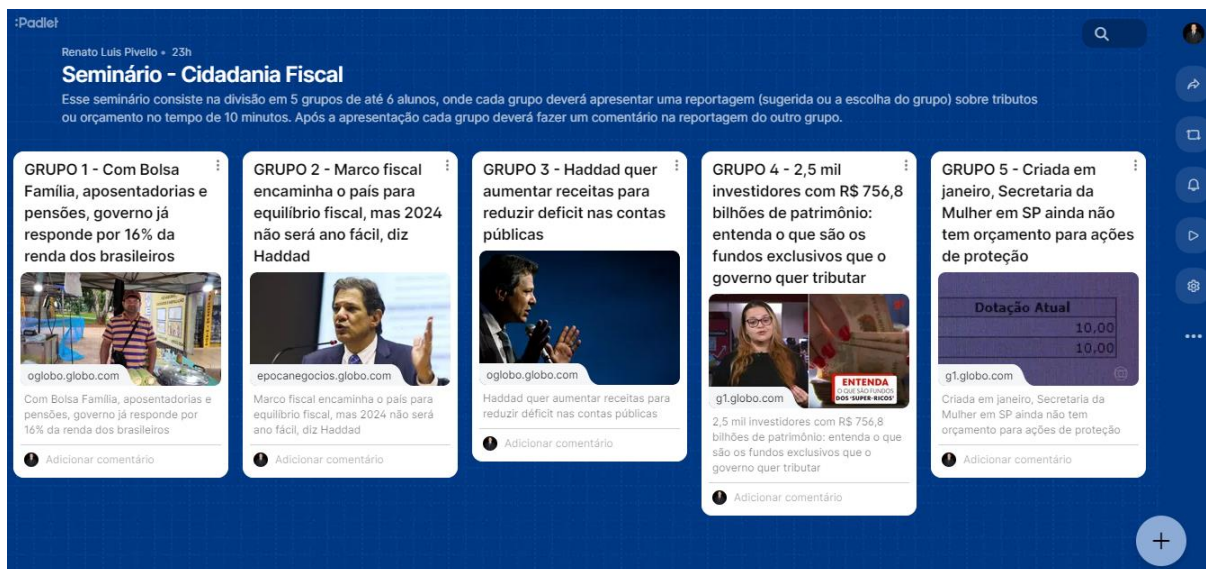 :Padlet
Renato Luis Pivello • 23h
Seminário - Cidadania Fiscal
Esse seminário consiste na divisão em 5 grupos de até 6 alunos, onde cada grupo deverá apresentar uma reportagem (sugerida ou a escolha do grupo) sobre tributos
ou orçamento no tempo de 10 minutos. Após a apresentação cada grupo deverá fazer um comentário na reportagem do outro grupo.
GRUPO 1 - Com Bolsa
Família, aposentadorias e
pensões, governo já
responde por 16% da
renda dos brasileiros
oglobo.globo.com
Com Bolsa Família, aposentadorias e
pensões, governo já responde por
16% da renda dos brasileiros
Adicionar comentário
GRUPO 2 - Marco fiscal
encaminha o país para
equilíbrio fiscal, mas 2024
não será ano fácil, diz
Haddad
epocanegocios.globo.com
Marco fiscal encaminha o país para
equilíbrio fiscal, mas 2024 não será
ano fácil, diz Haddad
Adicionar comentário
GRUPO 3 - Haddad quer
aumentar receitas para
reduzir deficit nas contas
públicas
oglobo.globo.com
Haddad quer aumentar receitas para
reduzir déficit nas contas públicas
Adicionar comentário
GRUPO 4 - 2,5 mil
investidores com R$ 756,8
bilhões de patrimônio:
entenda o que são os
fundos exclusivos que o
governo quer tributar
g1
ENTENDA
O QUE SÃO FUNDOS
DOS 'SUPER-RICOS'
g1.globo.com
2,5 mil investidores com R$ 756,8
bilhões de patrimônio: entenda o que
são os fundos exclusivos que o
governo quer tributar
Adicionar comentário
GRUPO 5 - Criada em
janeiro, Secretaria da
Mulher em SP ainda não
tem orçamento para ações
de proteção
Dotação Atual
10,00
10,00
g1.globo.com
Criada em janeiro, Secretaria da
Mulher em SP ainda não tem
orçamento para ações de proteção
Adicionar comentário